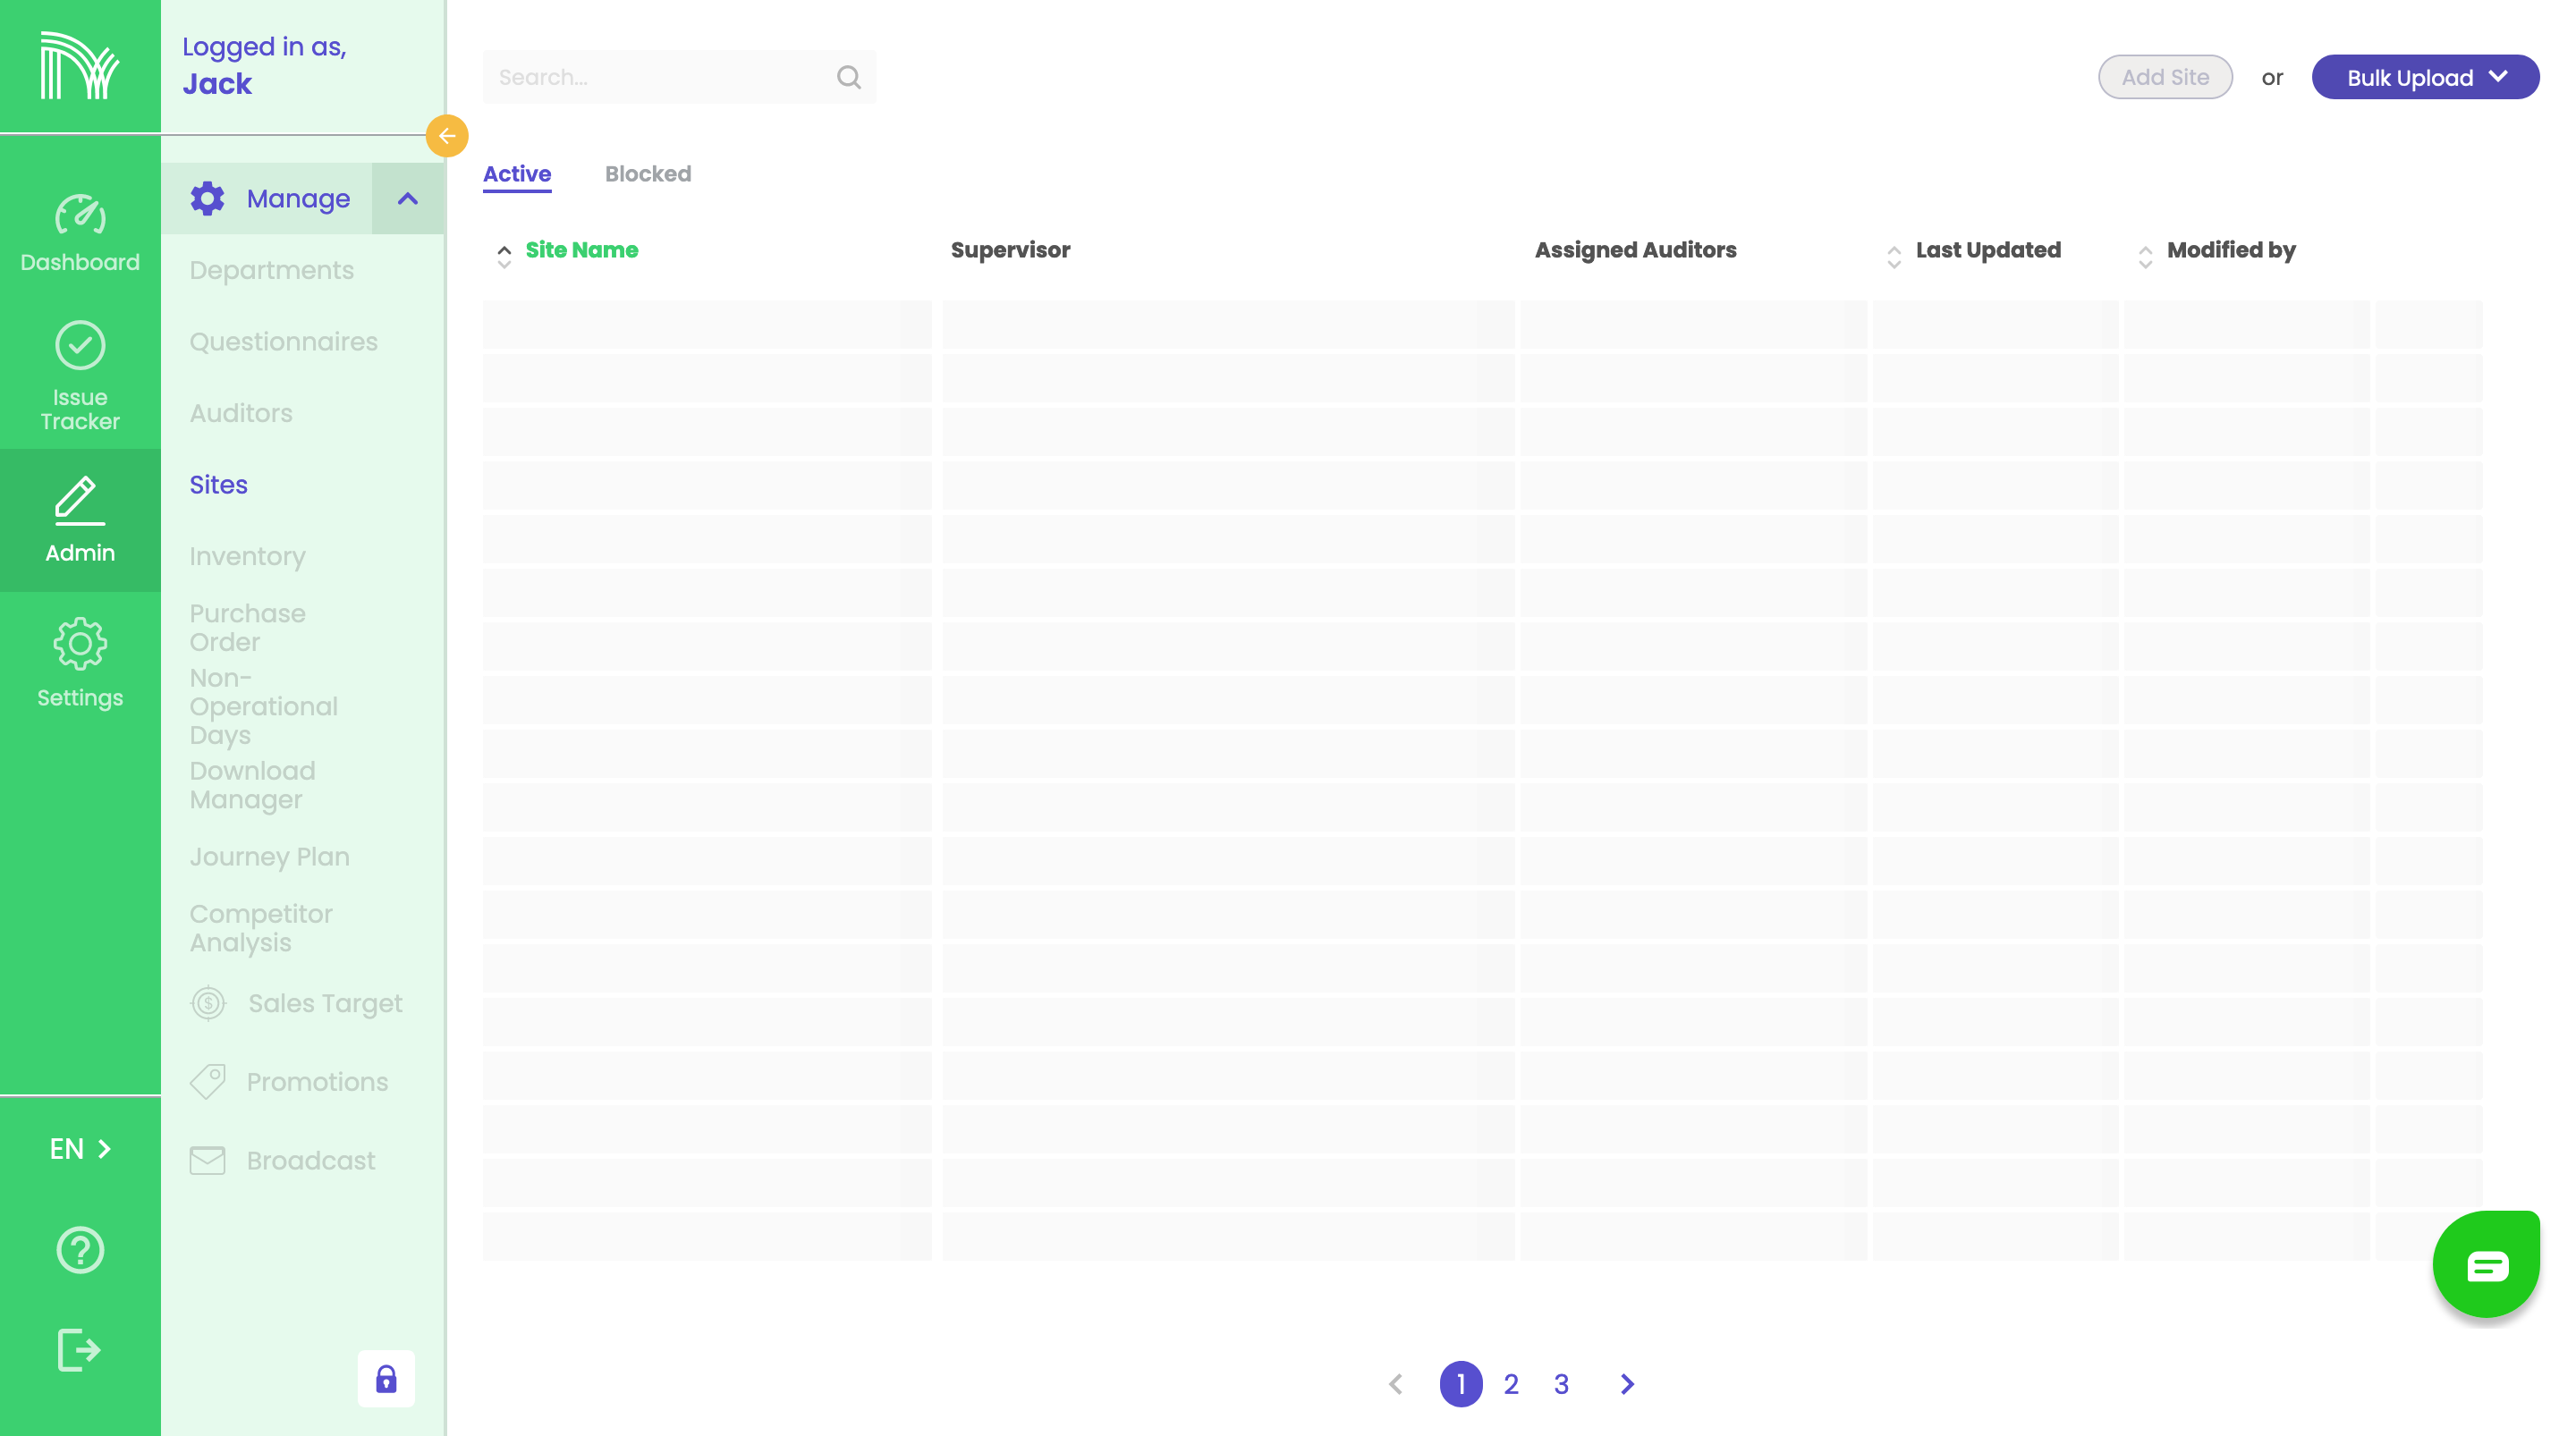 Logged in as,
Jack
Dashboard
Issue
Tracker
Admin
Settings
EN
Manage
Departments
Questionnaires
Auditors
Sites
Inventory
Purchase
Order
Non-
Operational
Days
Download
Manager
Journey Plan
Competitor
Analysis
Sales Target
Promotions
Broadcast
Search...
Add Site or Bulk Upload
Active Blocked
Site Name Supervisor Assigned Auditors Last Updated Modified by
1 2 3